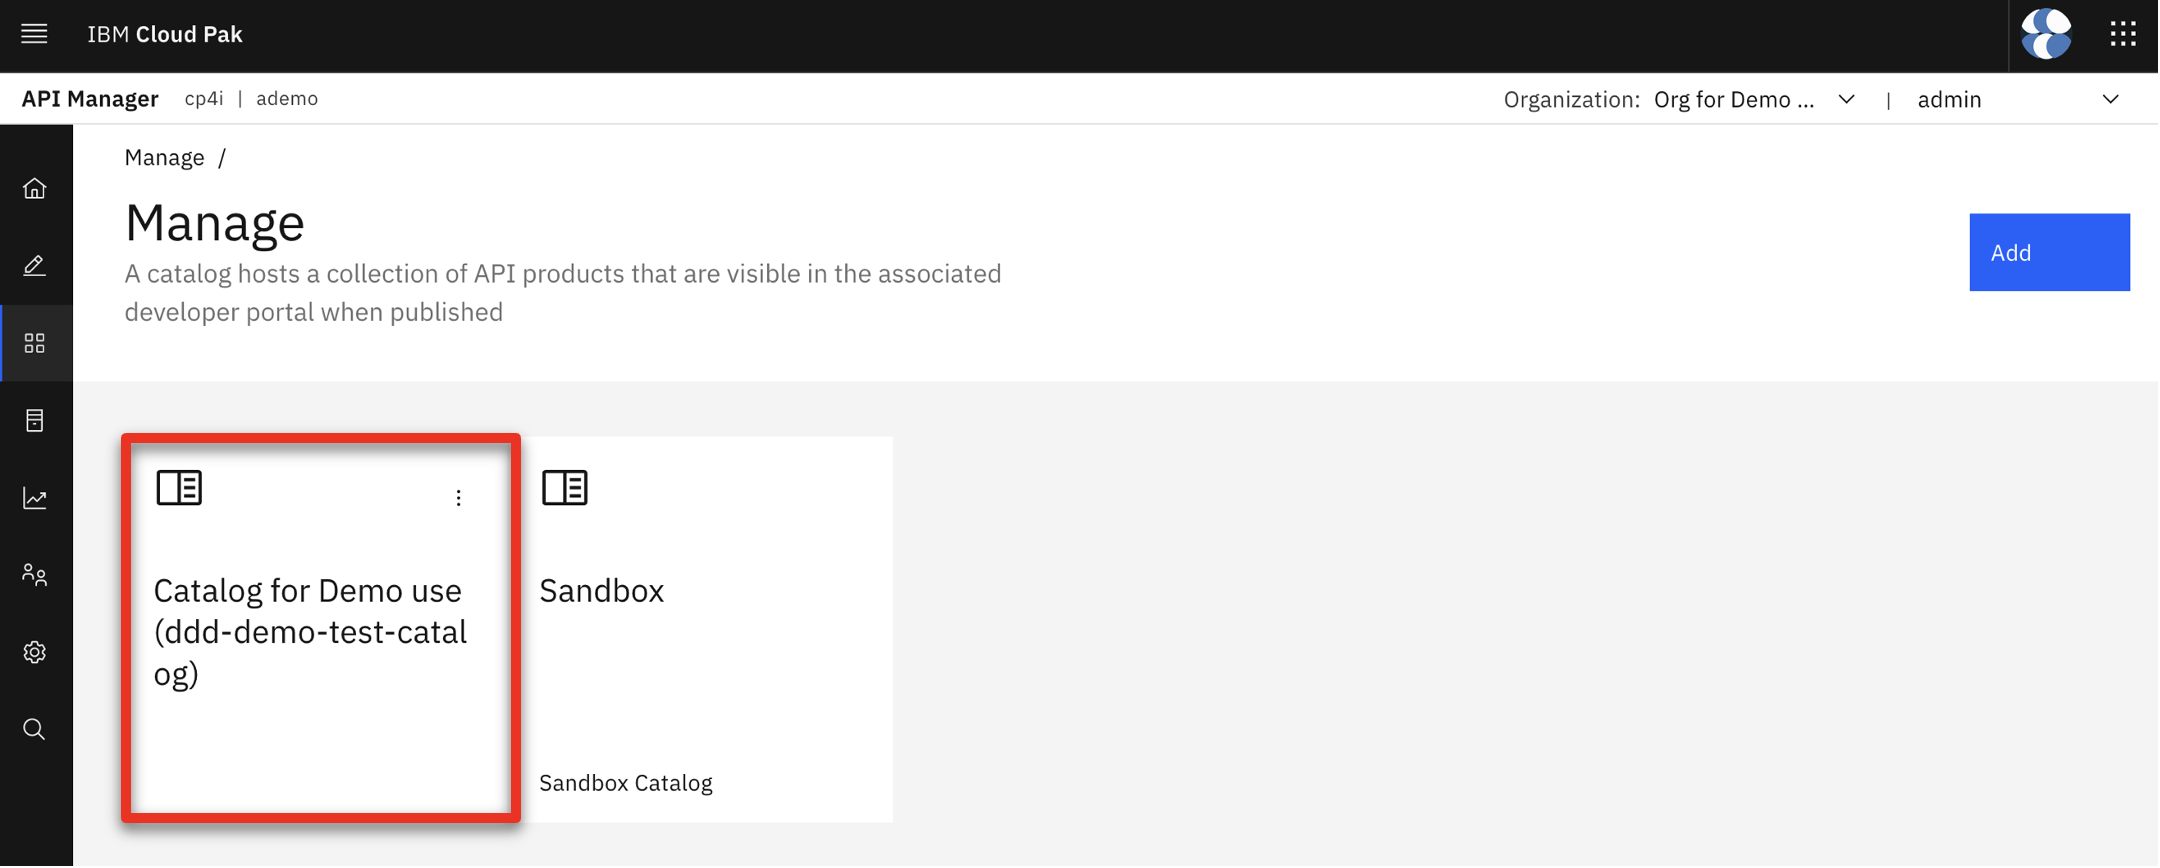 IBM Cloud Pak
API Manager cp4i | ademo Organization: Org for Demo ... | admin
Manage /
Manage
A catalog hosts a collection of API products that are visible in the associated
developer portal when published
Add
Catalog for Demo use
(ddd-demo-test-catal
og)
Sandbox
Sandbox Catalog